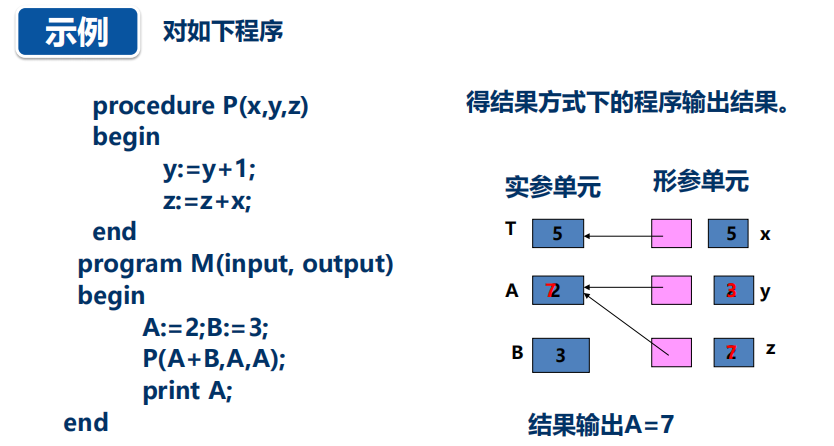 示例
对如下程序
procedure P(x,y,z)
begin
y:=y+1;
z:=z+x;
end
program M(input, output)
begin
A:=2;B:=3;
P(A+B,A,A);
print A;
end
得结果方式下的程序输出结果。
实参单元 形参单元
T 5 5 x
A 7 2 2 3 y
B 3 2 7 z
结果输出A=7